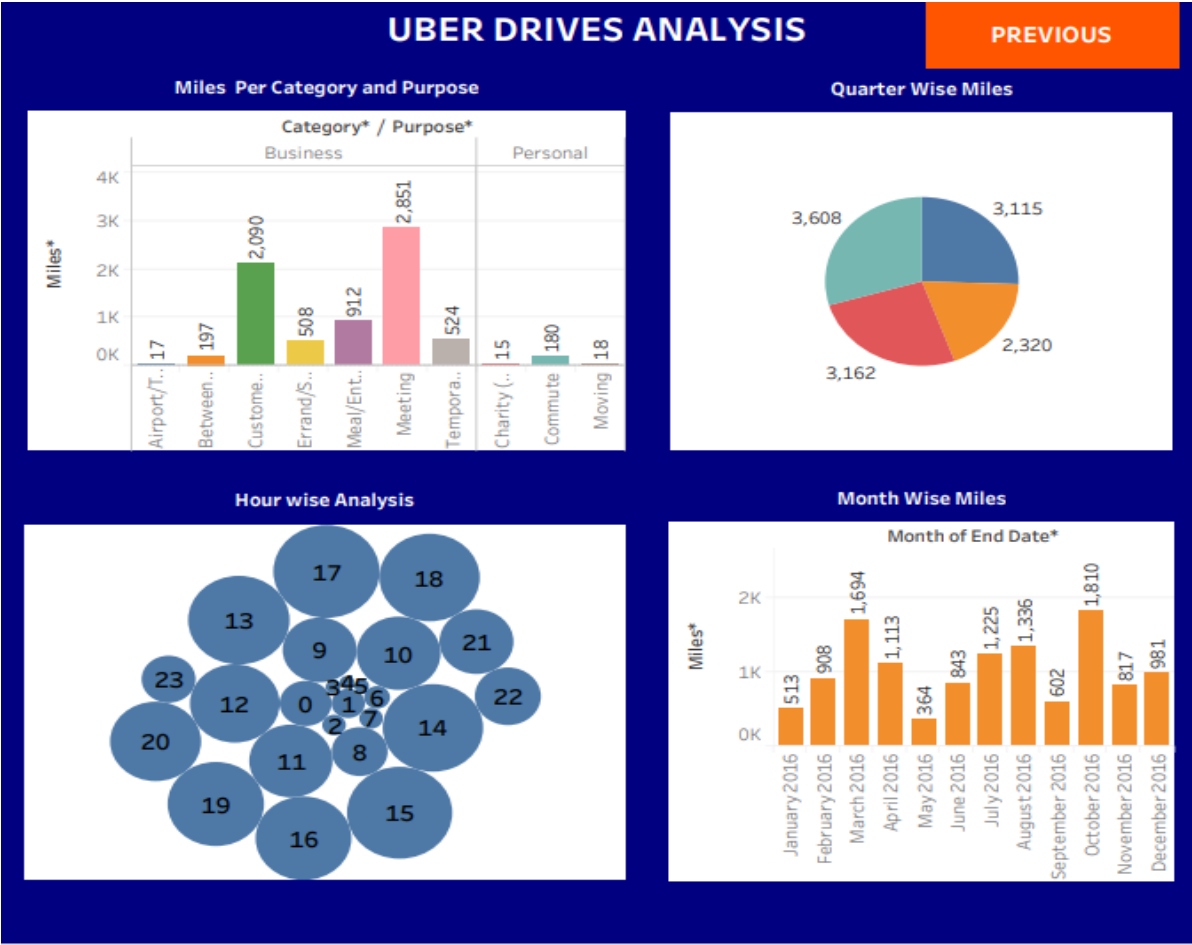 UBER DRIVES ANALYSIS
PREVIOUS
Miles Per Category and Purpose
Category* / Purpose*
Business Personal
Miles*
4K
3K
2K
1K
0K
17
197
2,090
508
912
2,851
524
15
180
18
Airport/T..
Between..
Custome..
Errand/S..
Meal/Ent..
Meeting
Tempora..
Charity (..
Commute
Moving
Quarter Wise Miles
3,608
3,115
2,320
3,162
Hour wise Analysis
17
18
13
21
9
10
23
3
4
5
6
22
12
0
1
7
2
14
20
8
11
19
15
16
Month Wise Miles
Month of End Date*
Miles*
2K
1K
0K
513
908
1,694
1,113
364
843
1,225
1,336
602
1,810
817
981
January 2016
February 2016
March 2016
April 2016
May 2016
June 2016
July 2016
August 2016
September 2016
October 2016
November 2016
December 2016